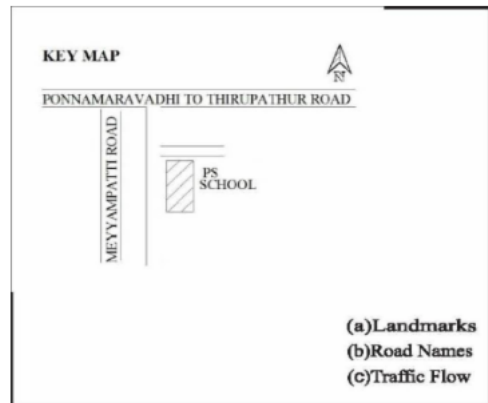 KEY MAP
N
PONNAMARAVADHI TO THIRUPATHUR ROAD
MEYYAMPATTI ROAD
PS
SCHOOL
(a)Landmarks
(b)Road Names
(c)Traffic Flow